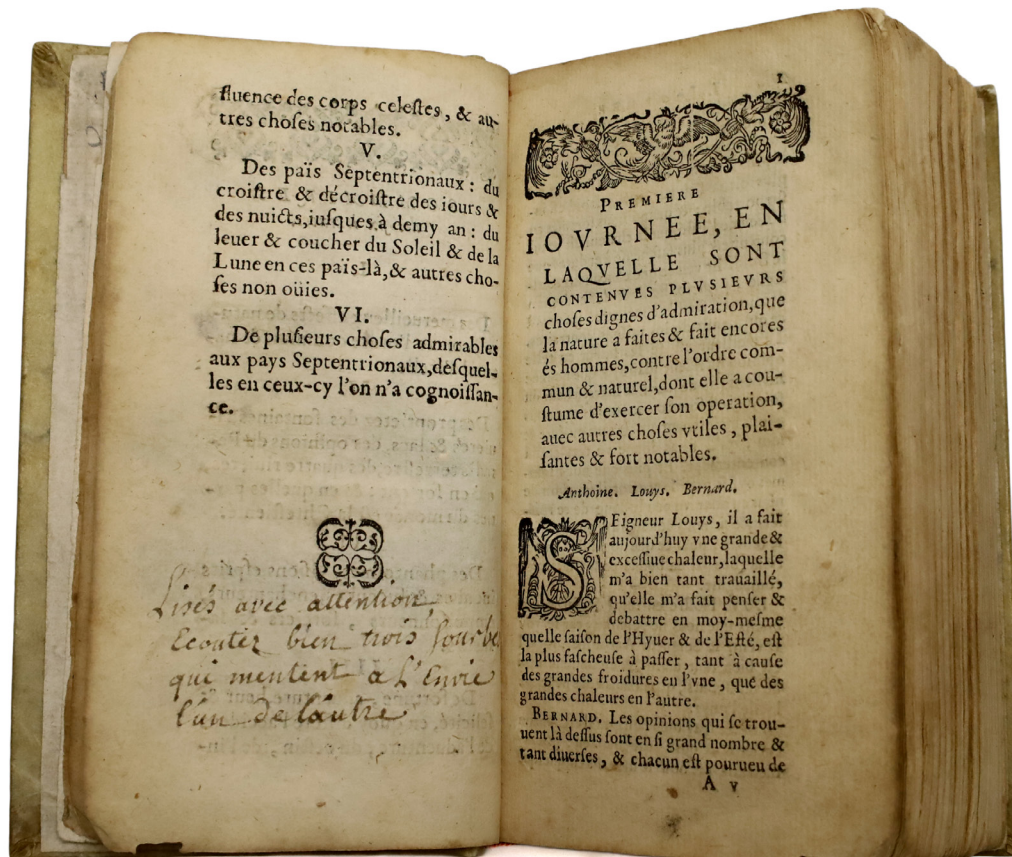 fluence des corps celeſtes, & au-
tres choſes notables.
V.
Des païs Septentrionaux : du
croiſtre & décroiſtre des iours &
des nuicts, iuſques à demy an : du
leuer & coucher du Soleil & de la
Lune en ces païs-là, & autres cho-
ſes non oüies.
VI.
De pluſieurs choſes admirables
aux pays Septentrionaux, deſquel-
les en ceux-cy l'on n'a cognoiſſan-
ce.
Lisés avec attention
Ecoutez bien trois fourbe
qui mentent a L'Envie
l'un de l'autre
1
PREMIERE
IOVRNEE, EN
LAQVELLE SONT
CONTENVES PLVSIEVRS
choſes dignes d'admiration, que
la nature a faites & fait encores
és hommes, contre l'ordre com-
mun & naturel, dont elle a cou-
ſtume d'exercer ſon operation,
auec autres choſes vtiles, plai-
ſantes & fort notables.
Anthoine. Louys. Bernard.
SEigneur Louys, il a fait
aujourd'huy vne grande &
exceſſiue chaleur, laquelle
m'a bien tant trauaillé,
qu'elle m'a fait penſer &
debattre en moy-meſme
quelle ſaiſon de l'Hyuer & de l'Eſté, eſt
la plus faſcheuſe à paſſer, tant à cauſe
des grandes froidures en l'vne, que des
grandes chaleurs en l'autre.
BERNARD. Les opinions qui ſe trou-
uent là deſſus ſont en ſi grand nombre &
tant diuerſes, & chacun eſt pourueu de
A v